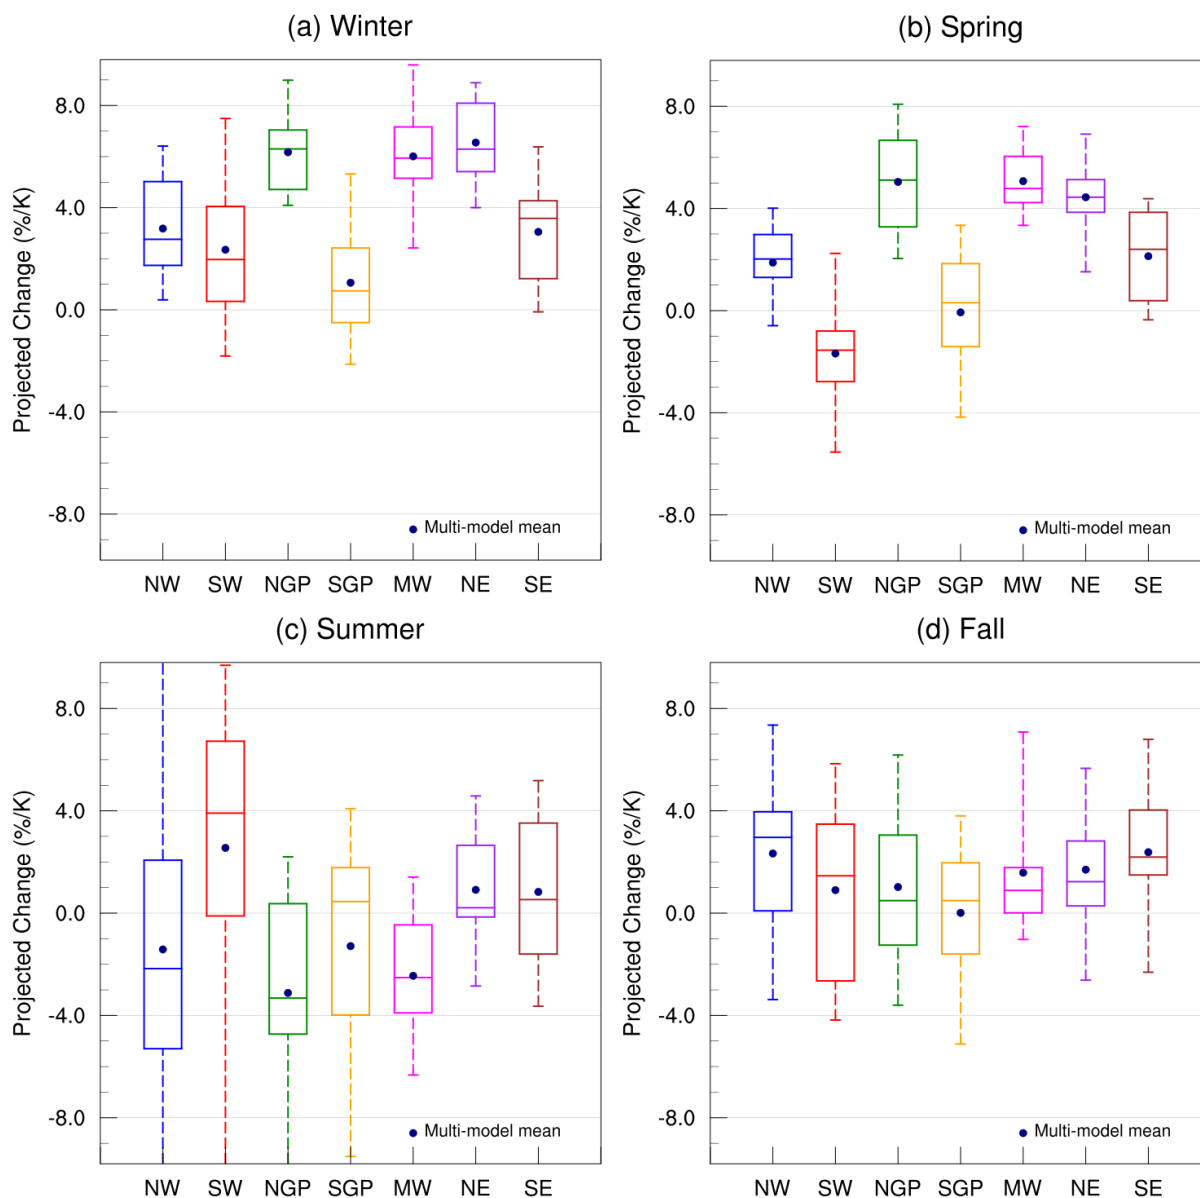 (a) Winter
Projected Change (%/K)
8.0
4.0
0.0
-4.0
-8.0
Multi-model mean
NW SW NGP SGP MW NE SE
(b) Spring
Projected Change (%/K)
8.0
4.0
0.0
-4.0
-8.0
Multi-model mean
NW SW NGP SGP MW NE SE
(c) Summer
Projected Change (%/K)
8.0
4.0
0.0
-4.0
-8.0
Multi-model mean
NW SW NGP SGP MW NE SE
(d) Fall
Projected Change (%/K)
8.0
4.0
0.0
-4.0
-8.0
Multi-model mean
NW SW NGP SGP MW NE SE